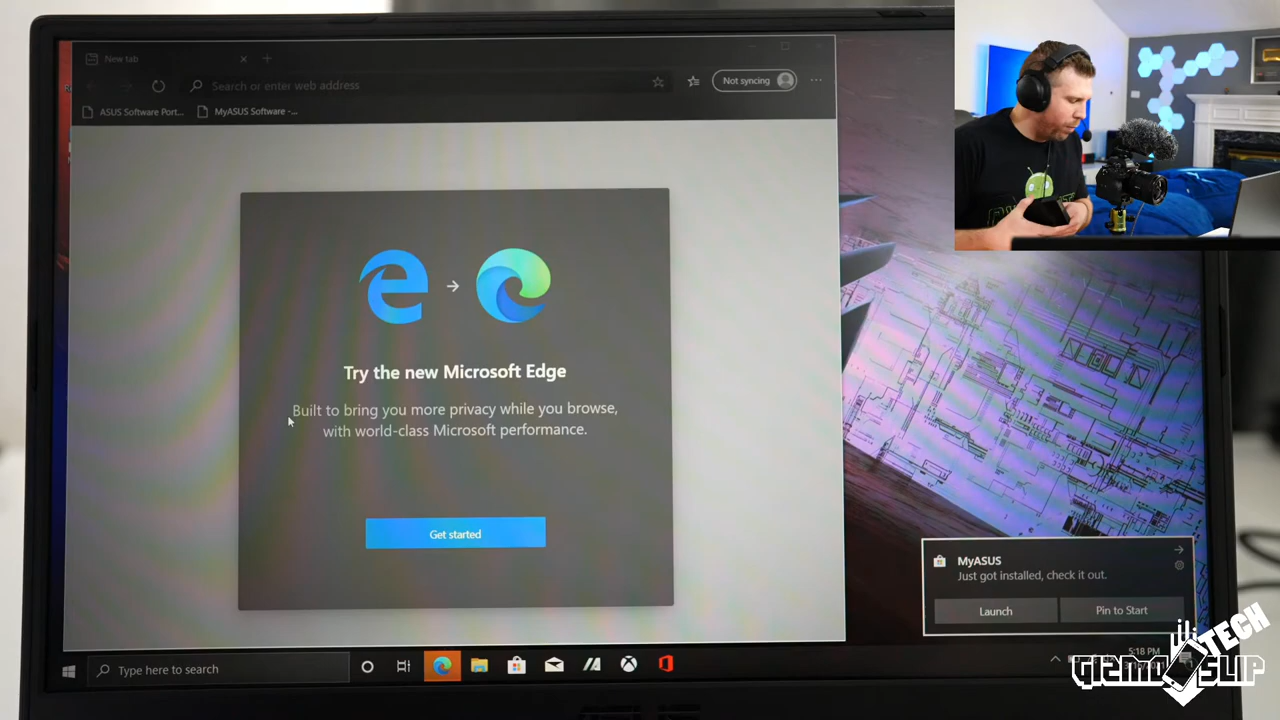 New tab
Search or enter web address
Not syncing
ASUS Software Port...
MyASUS Software -...
Try the new Microsoft Edge
Built to bring you more privacy while you browse,
with world-class Microsoft performance.
Get started
MyASUS
Just got installed, check it out.
Launch
Pin to Start
Type here to search
5:18 PM
TECH
GIZMO SLIP